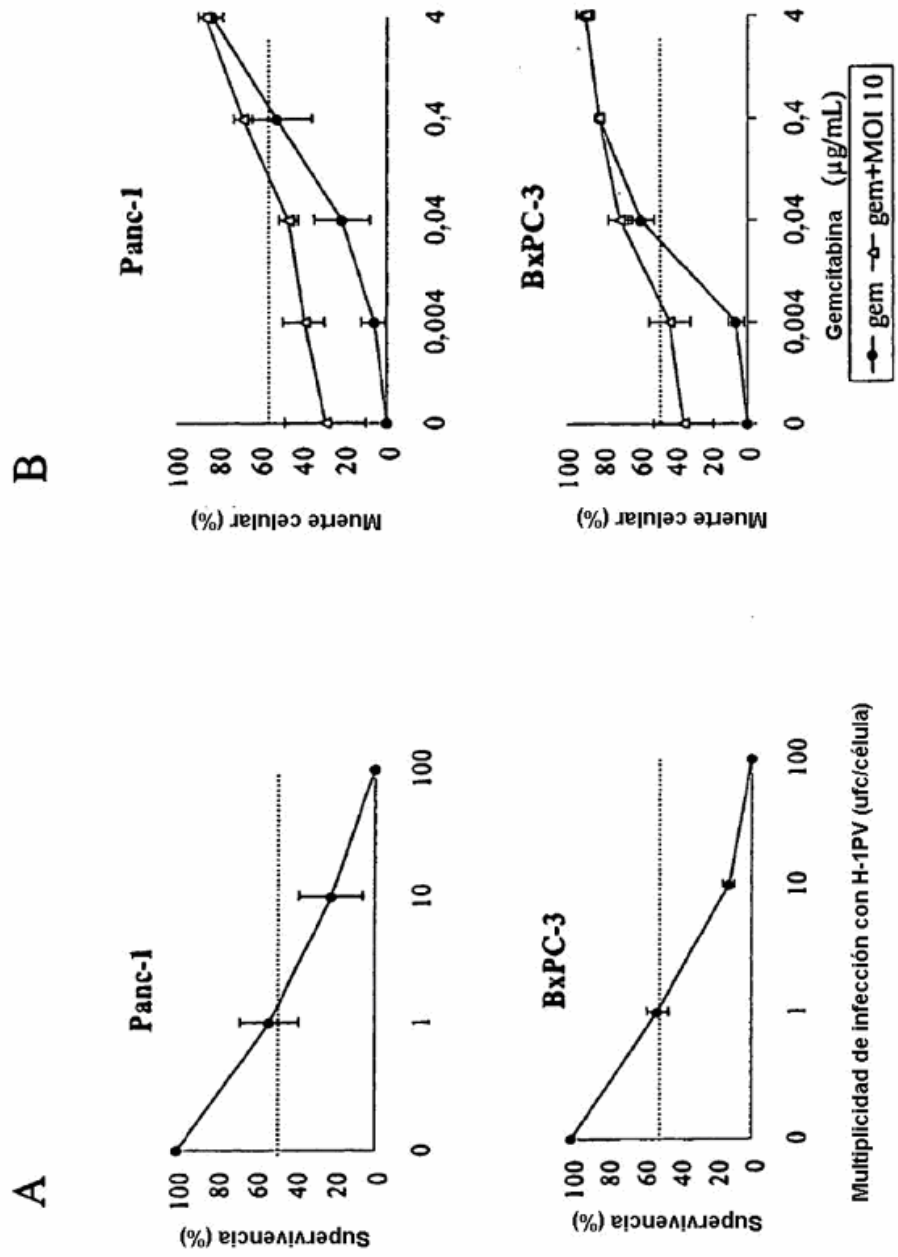 A
Panc-1
Supervivencia (%)
100
80
60
40
20
0
0 1 10 100
BxPC-3
Supervivencia (%)
100
80
60
40
20
0
0 1 10 100
Multiplicidad de infección con H-1PV (ufc/célula)
B
Panc-1
Muerte celular (%)
100
80
60
40
20
0
0 0,004 0,04 0,4 4
BxPC-3
Muerte celular (%)
100
80
60
40
20
0
0 0,004 0,04 0,4 4
Gemcitabina (µg/mL)
gem gem+MOI 10